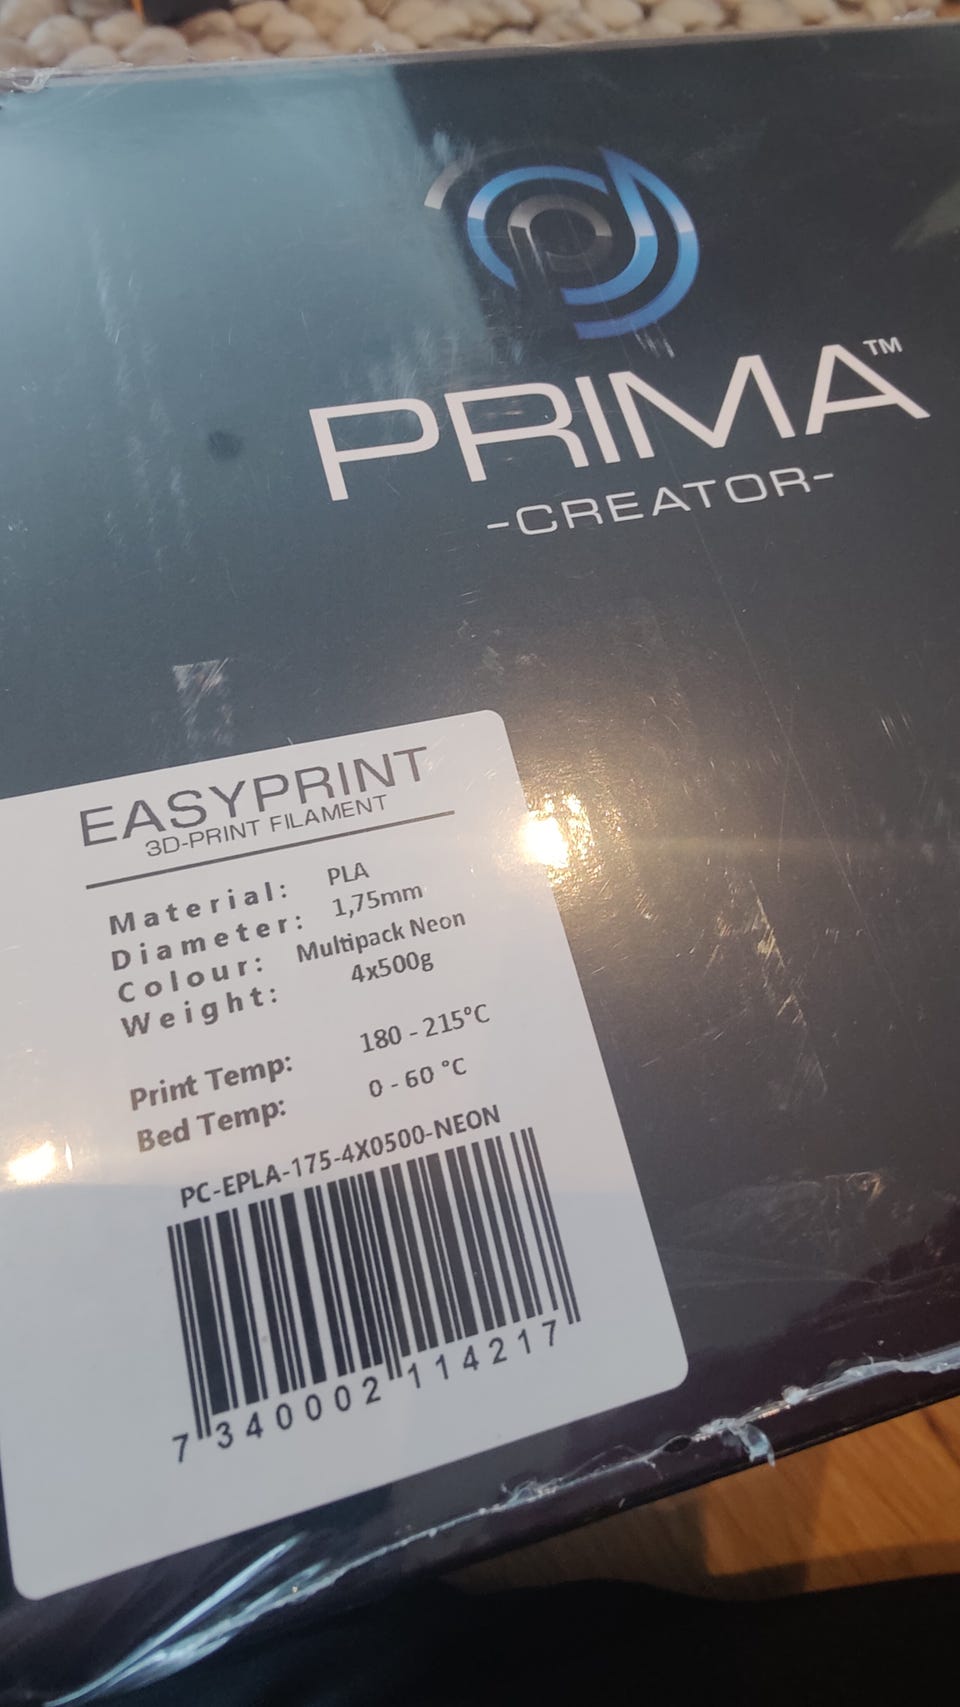 PRIMA™
-CREATOR-
EASYPRINT
3D-PRINT FILAMENT
Material: PLA
Diameter: 1,75mm
Colour: Multipack Neon
Weight: 4x500g
Print Temp: 180 - 215°C
Bed Temp: 0 - 60 °C
PC-EPLA-175-4X0500-NEON
7 340002 114217